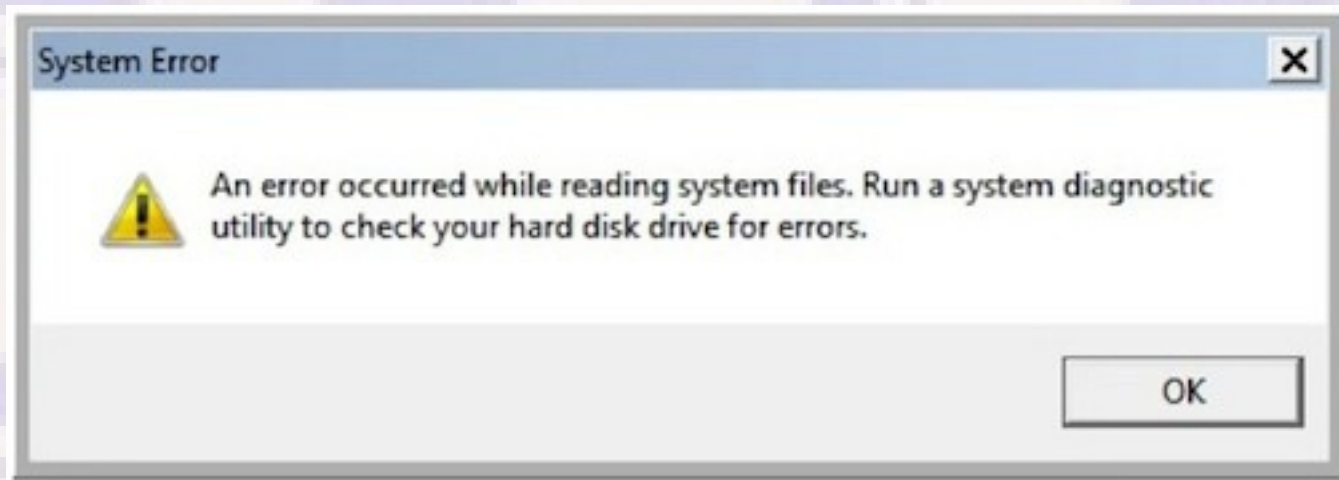 System Error
An error occurred while reading system files. Run a system diagnostic
utility to check your hard disk drive for errors.
OK